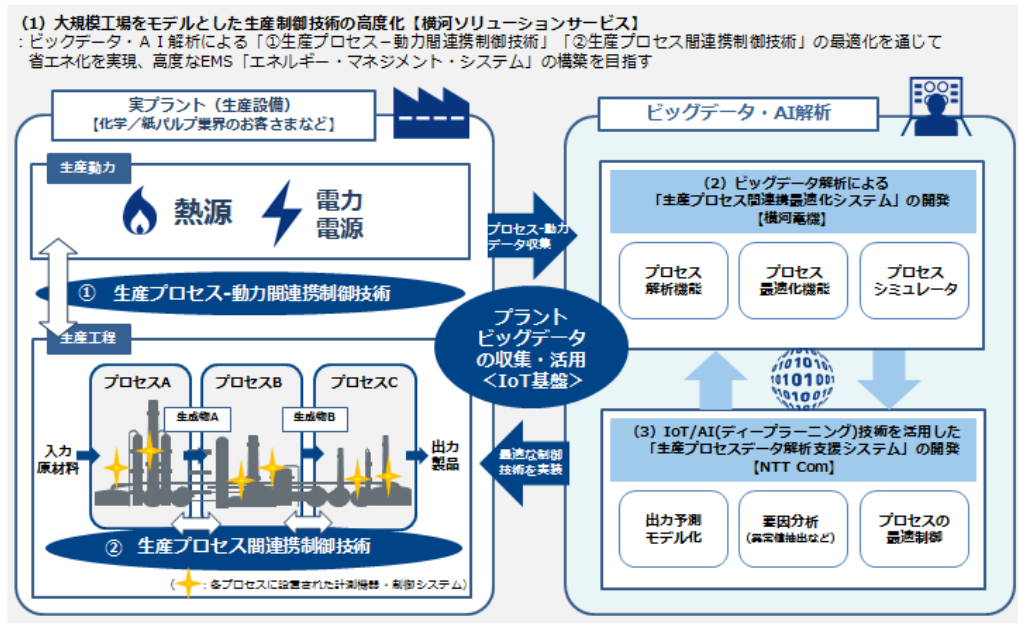 (1)大規模工場をモデルとした生産制御技術の高度化【横河ソリューションサービス】
：ビックデータ・AI解析による「①生産プロセス−動力間連携制御技術」「②生産プロセス間連携制御技術」の最適化を通じて
省エネ化を実現、高度なEMS「エネルギー・マネジメント・システム」の構築を目指す
実プラント（生産設備）
【化学／紙パルプ業界のお客さまなど】
生産動力
熱源
電力
電源
① 生産プロセス-動力間連携制御技術
生産工程
プロセスA
プロセスB
プロセスC
生成物A
生成物B
入力
原材料
出力
製品
② 生産プロセス間連携制御技術
（　：各プロセスに設置された計測機器・制御システム）
プロセス-動力
データ収集
プラント
ビッグデータ
の収集・活用
＜IoT基盤＞
最適な制御
技術を実装
ビッグデータ・AI解析
（2）ビッグデータ解析による
「生産プロセス間連携最適化システム」の開発
【横河電機】
プロセス
解析機能
プロセス
最適化機能
プロセス
シミュレータ
101010
101010
010101
（3）IoT/AI(ディープラーニング)技術を活用した
「生産プロセスデータ解析支援システム」の開発
【NTT Com】
出力予測
モデル化
要因分析
（異常値抽出など）
プロセスの
最適制御